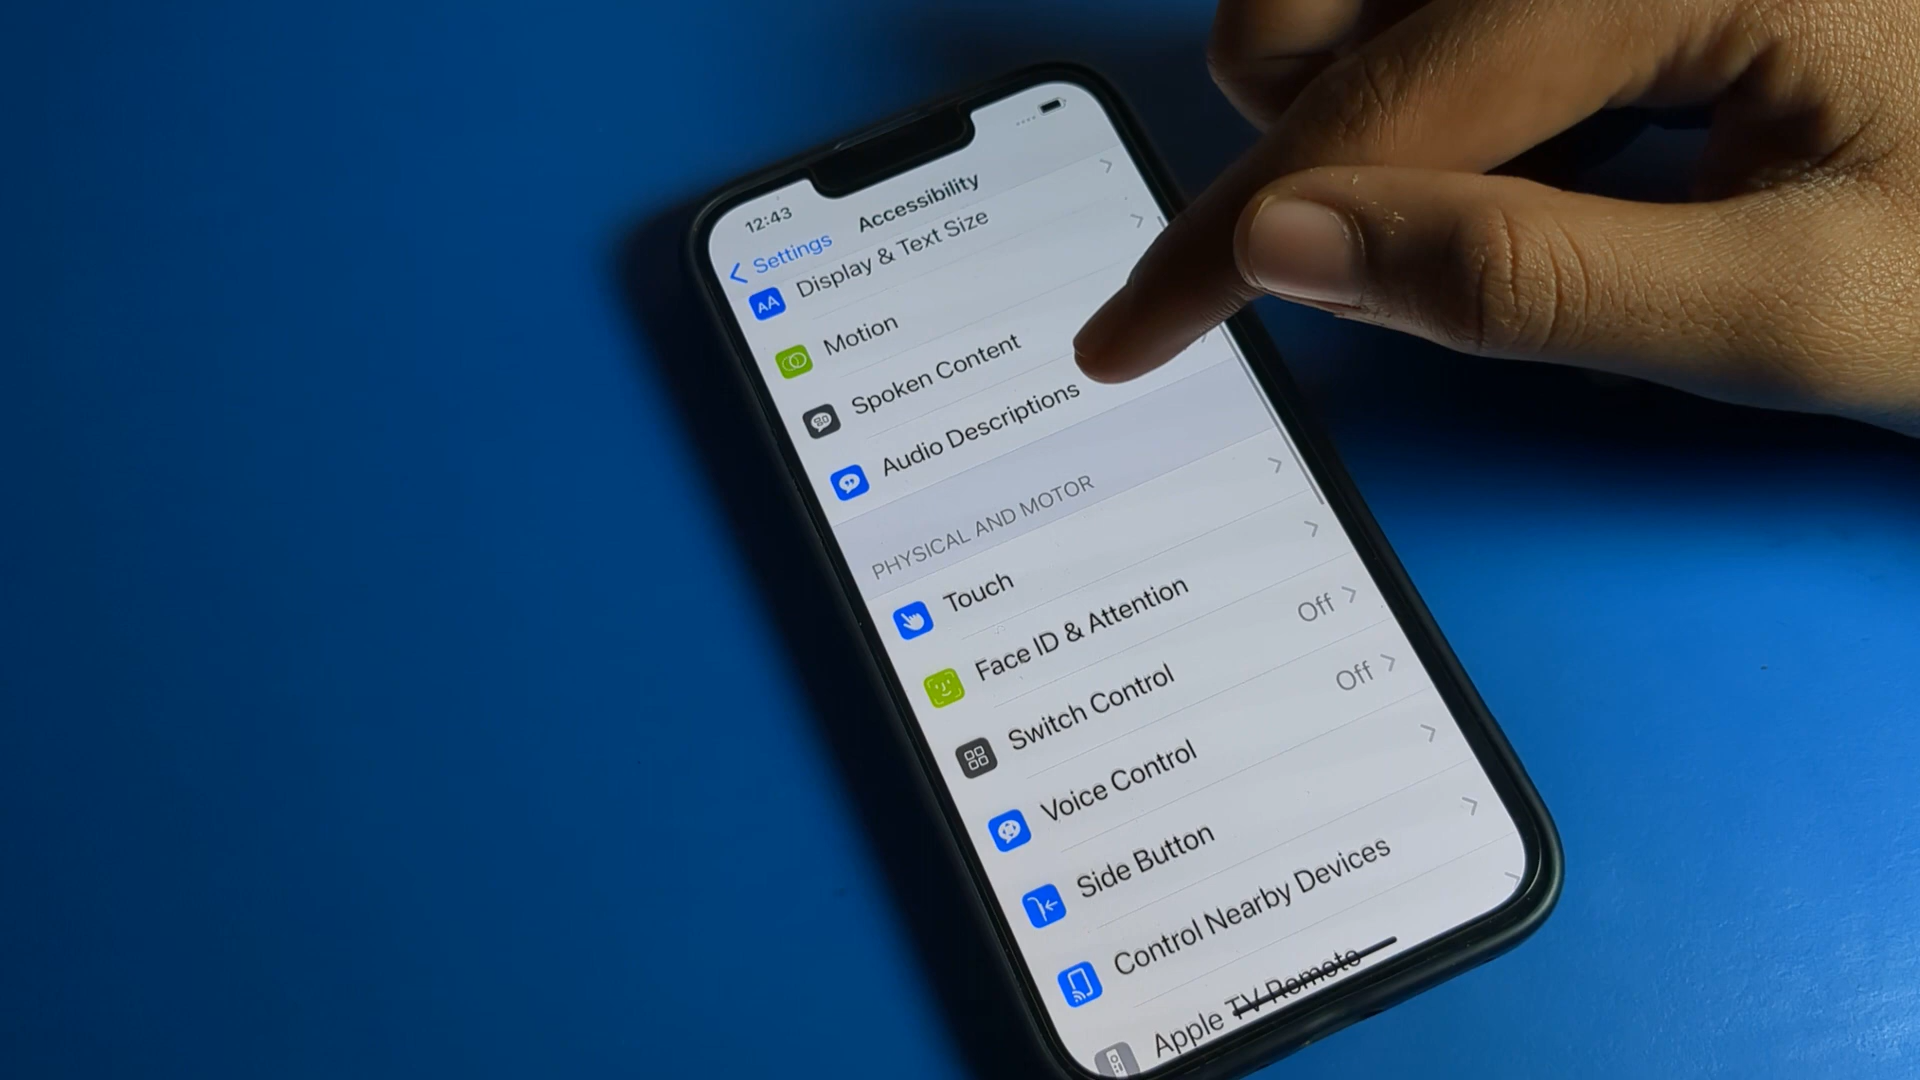 12:43
Settings
Accessibility
AA
Display & Text Size
Motion
Spoken Content
Audio Descriptions
PHYSICAL AND MOTOR
Touch
Face ID & Attention
Switch Control
Off
Voice Control
Off
Side Button
Control Nearby Devices
Apple TV Remote